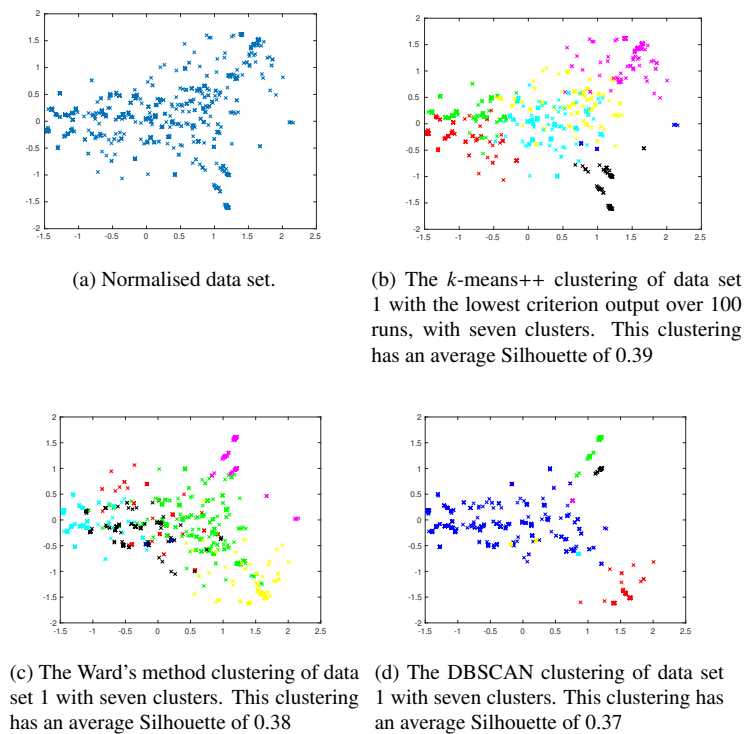 2
1.5
1
0.5
0
-0.5
-1
-1.5
-2
-1.5 -1 -0.5 0 0.5 1 1.5 2 2.5
(a) Normalised data set.
2
1.5
1
0.5
0
-0.5
-1
-1.5
-2
-1.5 -1 -0.5 0 0.5 1 1.5 2 2.5
(b) The k-means++ clustering of data set
1 with the lowest criterion output over 100
runs, with seven clusters. This clustering
has an average Silhouette of 0.39
2
1.5
1
0.5
0
-0.5
-1
-1.5
-2
-1.5 -1 -0.5 0 0.5 1 1.5 2 2.5
(c) The Ward's method clustering of data
set 1 with seven clusters. This clustering
has an average Silhouette of 0.38
2
1.5
1
0.5
0
-0.5
-1
-1.5
-2
-1.5 -1 -0.5 0 0.5 1 1.5 2 2.5
(d) The DBSCAN clustering of data set
1 with seven clusters. This clustering has
an average Silhouette of 0.37